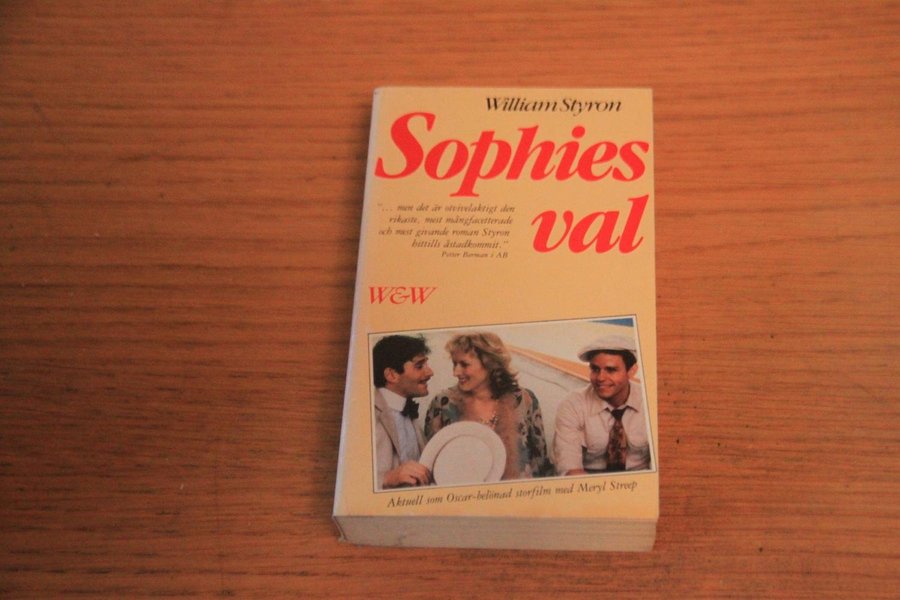 William Styron
Sophies
val
"... men det är otvivelaktigt den
rikaste, mest mångfacetterade
och mest givande roman Styron
hittills åstadkommit."
Petter Bergman i AB
W&W
Aktuell som Oscar-belönad storfilm med Meryl Streep